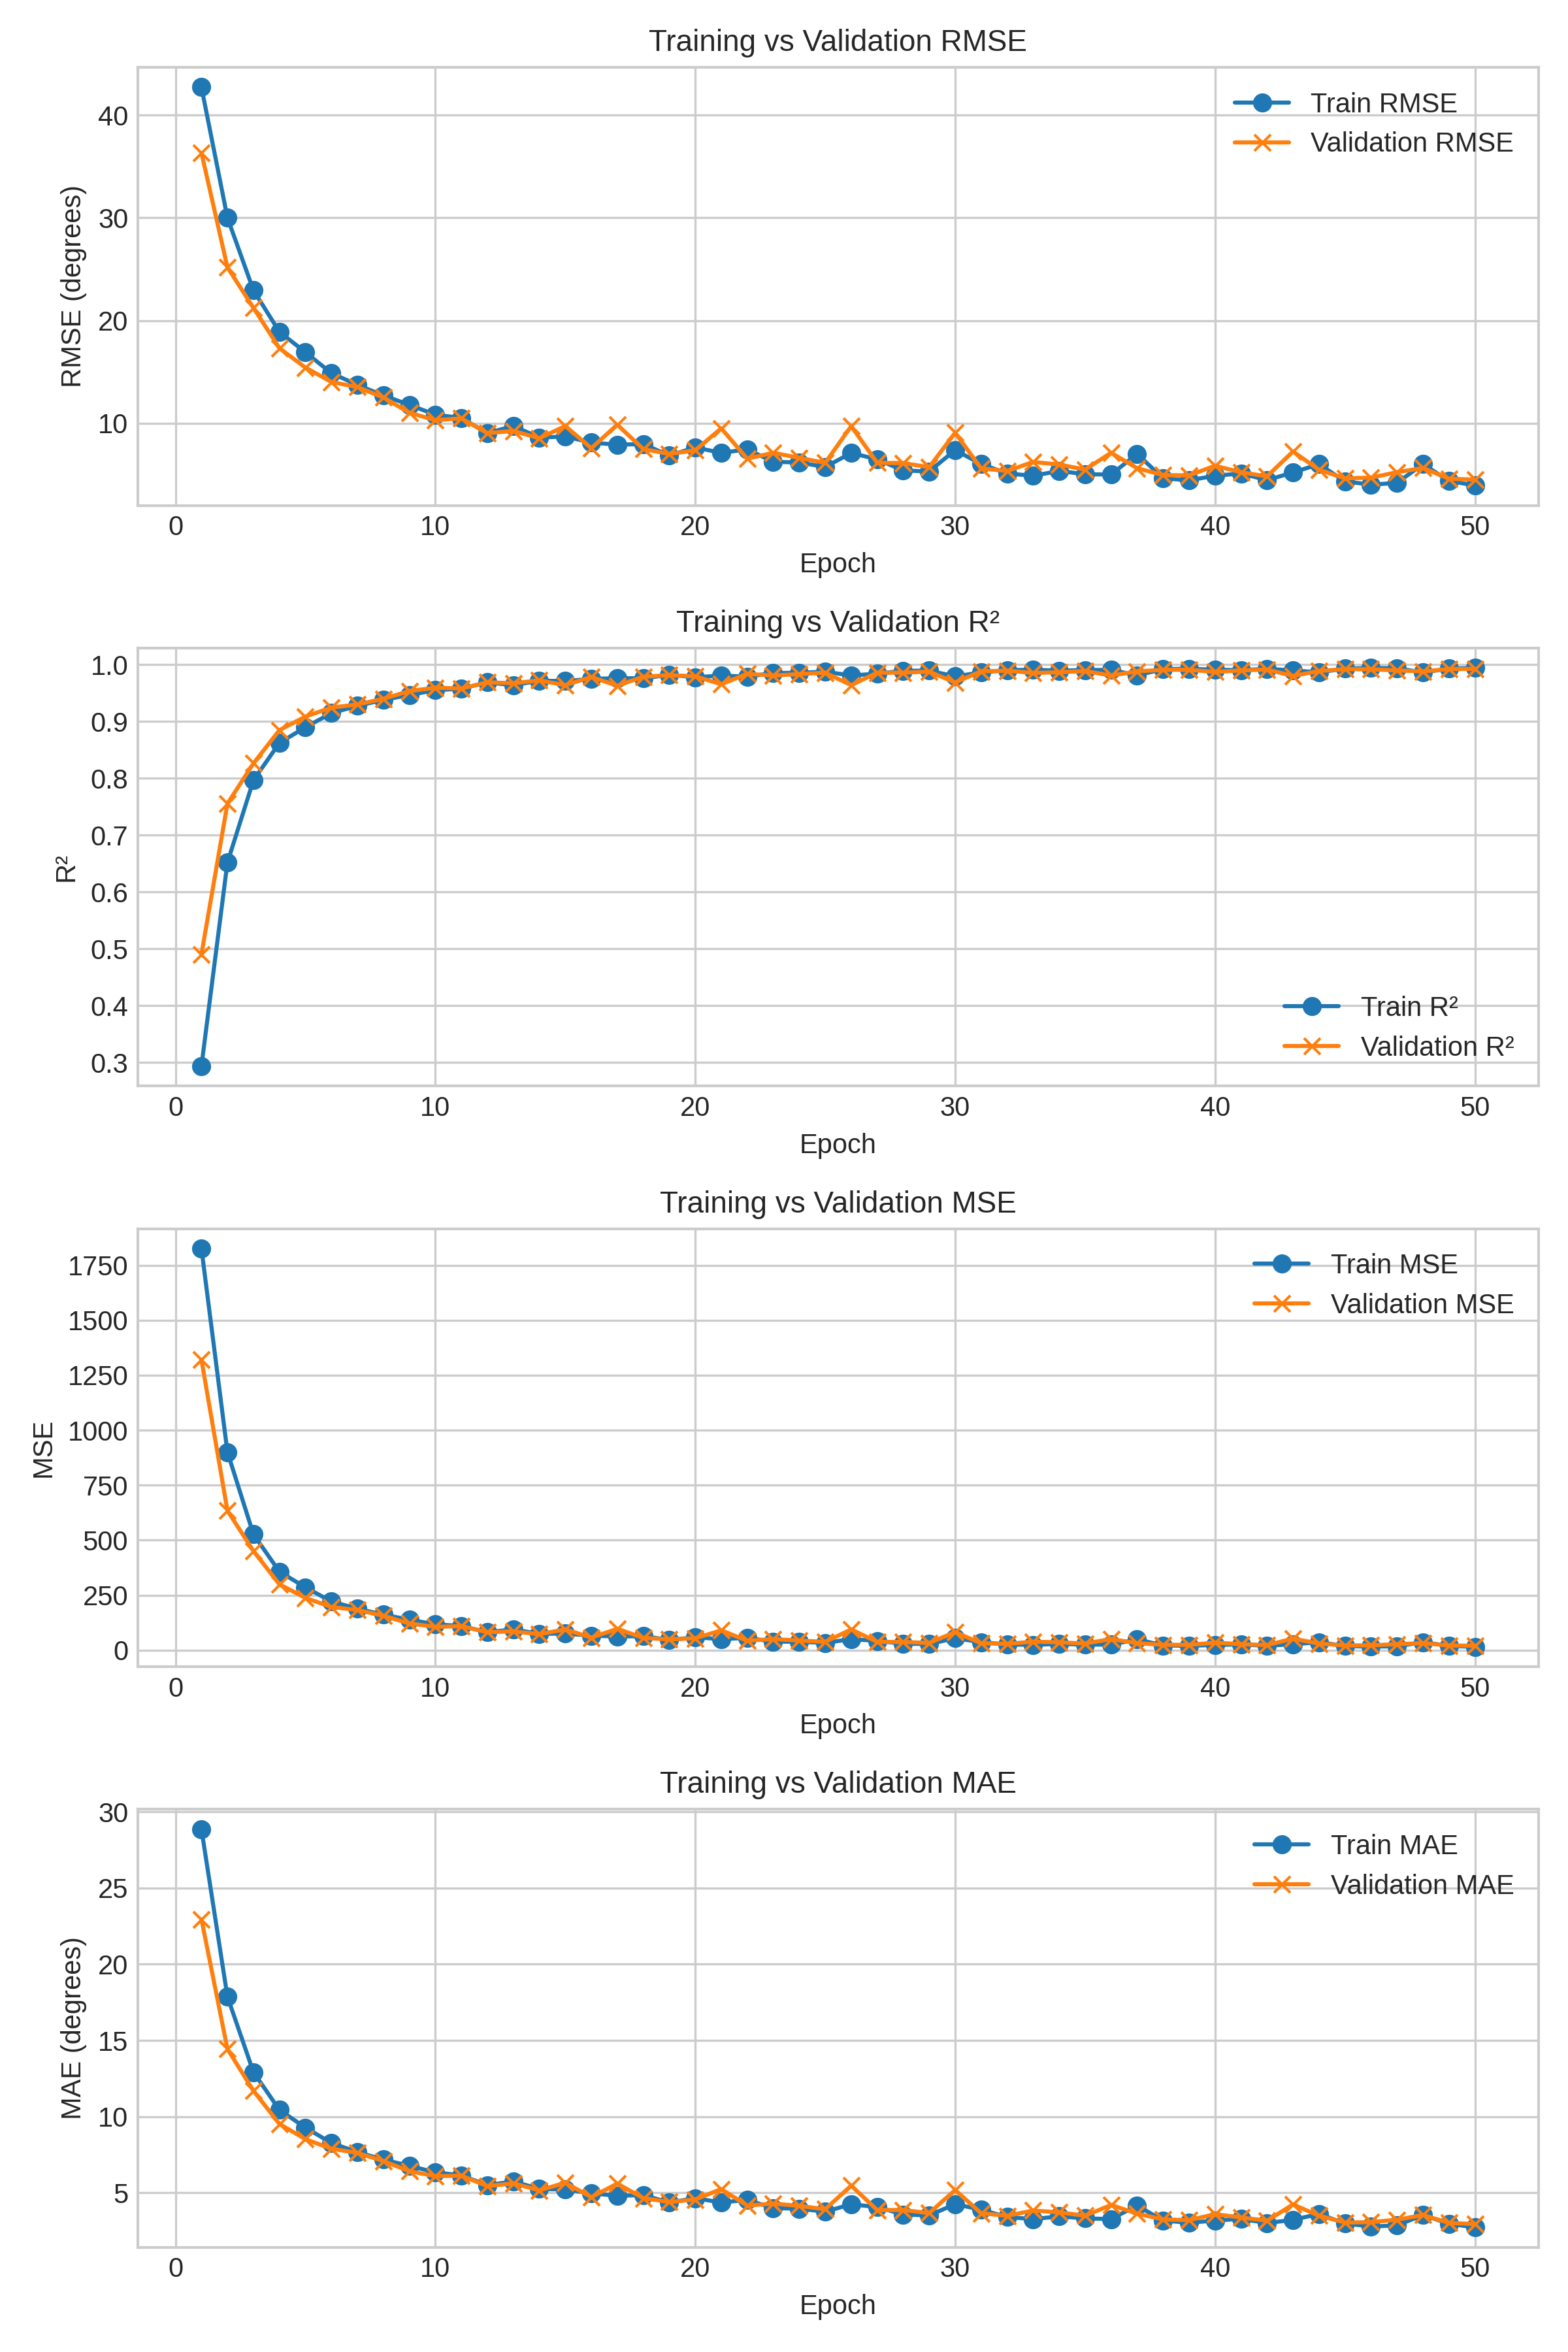 Training vs Validation RMSE
RMSE (degrees)
40
30
20
10
Train RMSE
Validation RMSE
0 10 20 30 40 50
Epoch
Training vs Validation R²
R²
1.0
0.9
0.8
0.7
0.6
0.5
0.4
0.3
Train R²
Validation R²
0 10 20 30 40 50
Epoch
Training vs Validation MSE
MSE
1750
1500
1250
1000
750
500
250
0
Train MSE
Validation MSE
0 10 20 30 40 50
Epoch
Training vs Validation MAE
MAE (degrees)
30
25
20
15
10
5
Train MAE
Validation MAE
0 10 20 30 40 50
Epoch